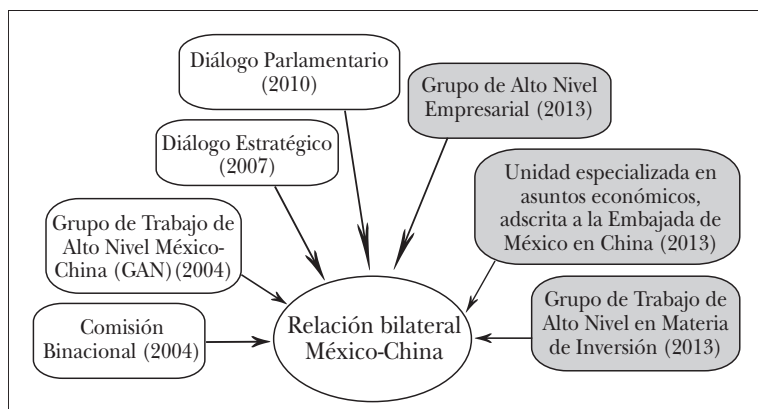 Diálogo Parlamentario
(2010)
Grupo de Alto Nivel
Empresarial (2013)
Diálogo Estratégico
(2007)
Unidad especializada en
asuntos económicos,
adscrita a la Embajada de
México en China (2013)
Grupo de Trabajo de
Alto Nivel México-
China (GAN) (2004)
Grupo de Trabajo de
Alto Nivel en Materia
de Inversión (2013)
Comisión
Binacional (2004)
Relación bilateral
México-China